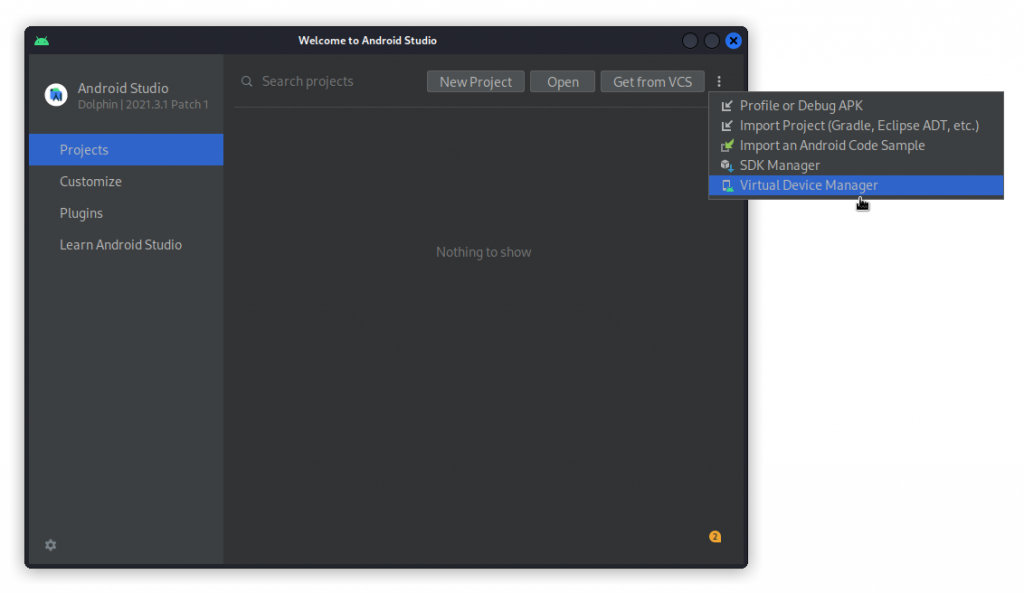 Welcome to Android Studio
Android Studio
Dolphin | 2021.3.1 Patch 1
Search projects
New Project
Open
Get from VCS
Profile or Debug APK
Import Project (Gradle, Eclipse ADT, etc.)
Import an Android Code Sample
SDK Manager
Virtual Device Manager
Projects
Customize
Plugins
Learn Android Studio
Nothing to show
2